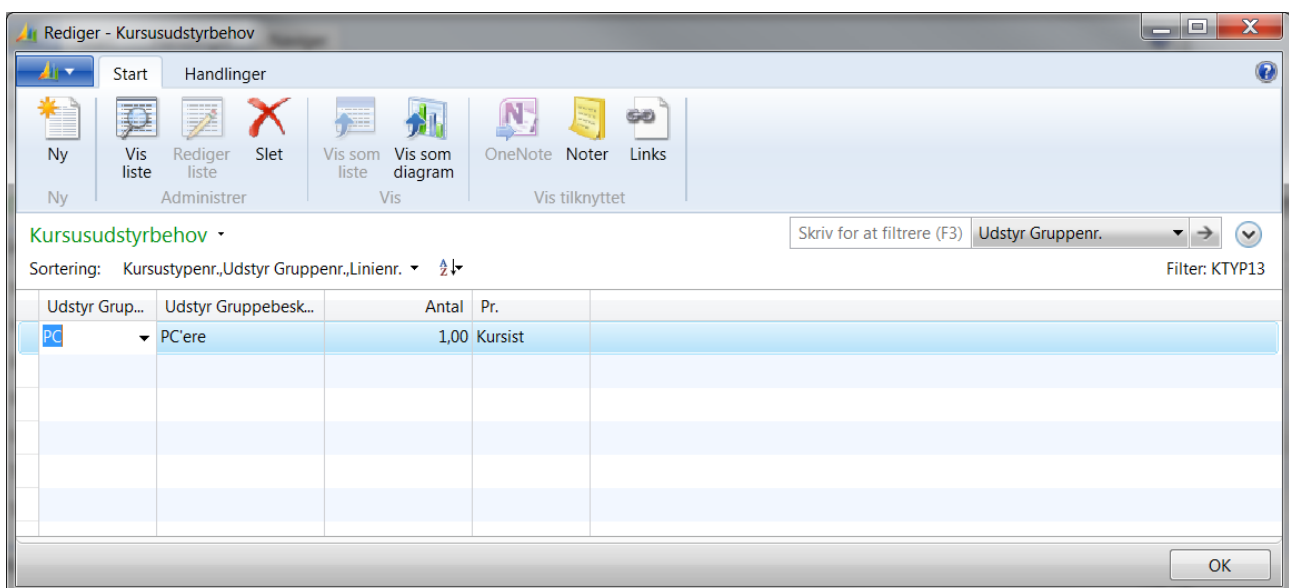 Rediger - Kursusudstyrbehov
Start Handlinger
Ny Vis liste Rediger liste Slet Vis som liste Vis som diagram OneNote Noter Links
Ny Administrer Vis Vis tilknyttet
Kursusudstyrbehov Skriv for at filtrere (F3) Udstyr Gruppenr.
Sortering: Kursustypenr.,Udstyr Gruppenr.,Linienr. Filter: KTYP13
Udstyr Grup... Udstyr Gruppebesk... Antal Pr.
PC PC'ere 1,00 Kursist
OK